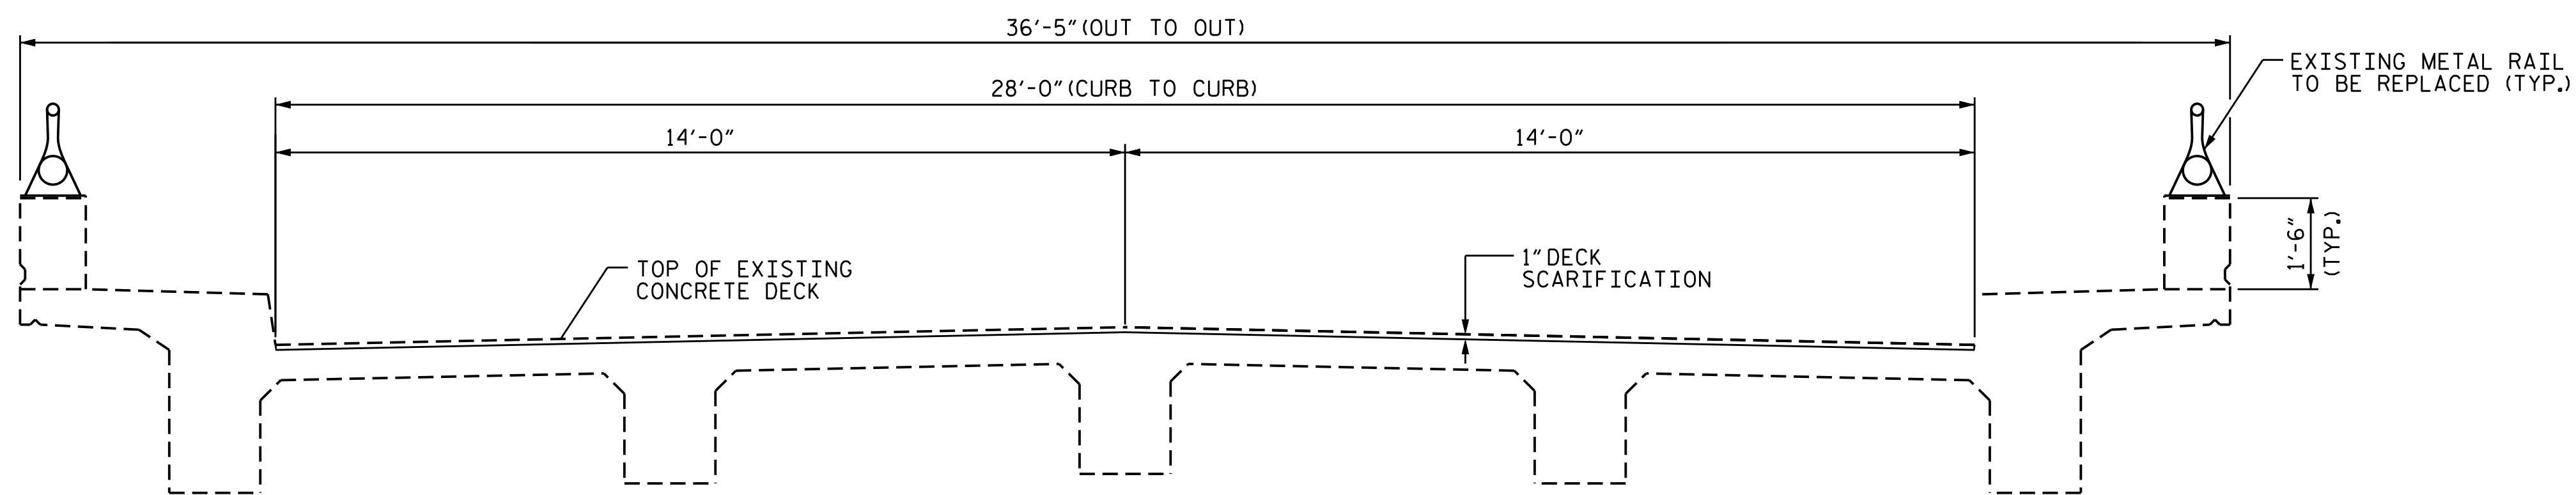 36'-5" (OUT TO OUT)
EXISTING METAL RAIL
TO BE REPLACED (TYP.)
28'-0" (CURB TO CURB)
14'-0"
14'-0"
1'-6"
(TYP.)
TOP OF EXISTING
CONCRETE DECK
1" DECK
SCARIFICATION